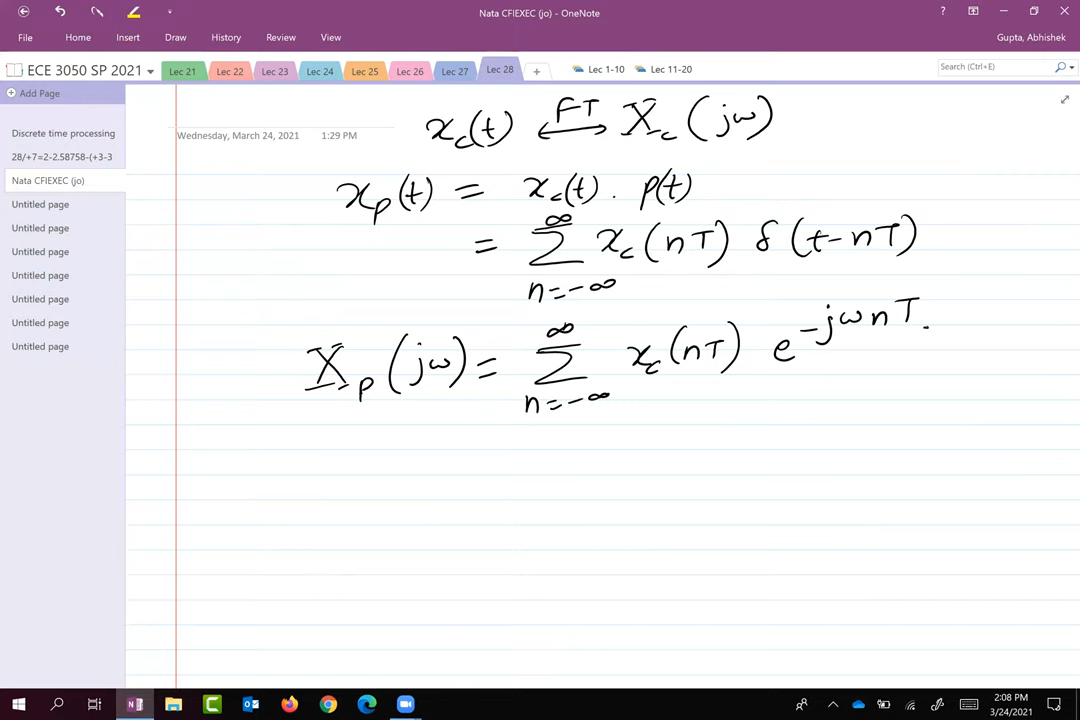 Nata CFIEXEC (jo) - OneNote
Gupta, Abhishek
File Home Insert Draw History Review View Help
ECE 3050 SP 2021 Lec 21 Lec 22 Lec 23 Lec 24 Lec 25 Lec 26 Lec 27 Lec 28 Lec 1-10 Lec 11-20 Search (Ctrl+E)
Add Page
Discrete time processing
28/+7=2-2.58758-(+3-3
Nata CFIEXEC (jo)
Untitled page
Untitled page
Untitled page
Untitled page
Untitled page
Untitled page
Untitled page
Wednesday, March 24, 2021 1:29 PM
x_c(t) ⟷^{FT} X_c(jω)
x_p(t) = x_c(t) . p(t)
= ∑_{n=-∞}^{∞} x_c(nT) δ(t-nT)
X_p(jω) = ∑_{n=-∞}^{∞} x_c(nT) e^{-jωnT}.
2:08 PM
3/24/2021